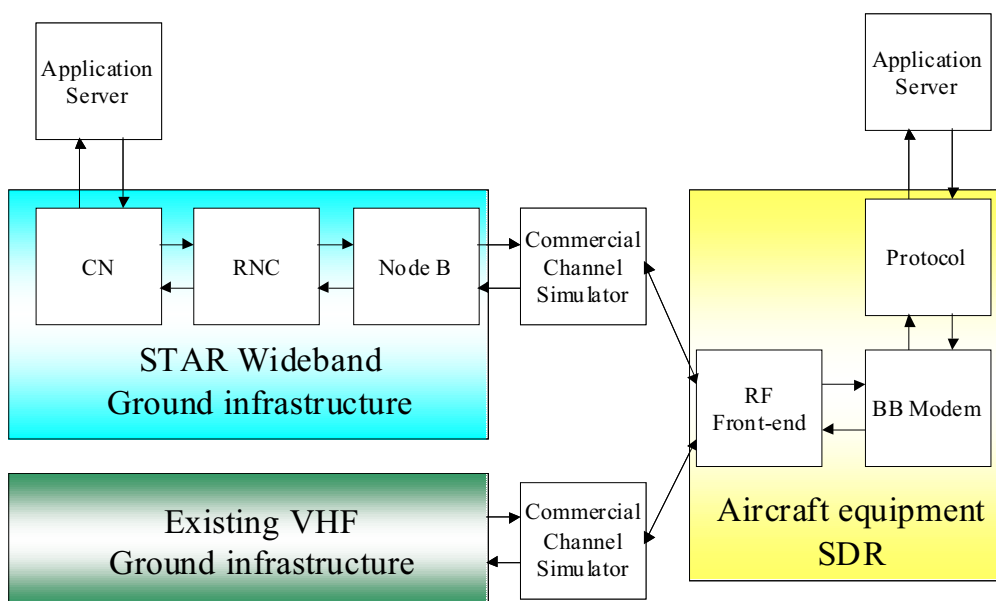 Application
Server
Application
Server
CN
RNC
Node B
Commercial
Channel
Simulator
Protocol
STAR Wideband
Ground infrastructure
RF
Front-end
BB Modem
Existing VHF
Ground infrastructure
Commercial
Channel
Simulator
Aircraft equipment
SDR